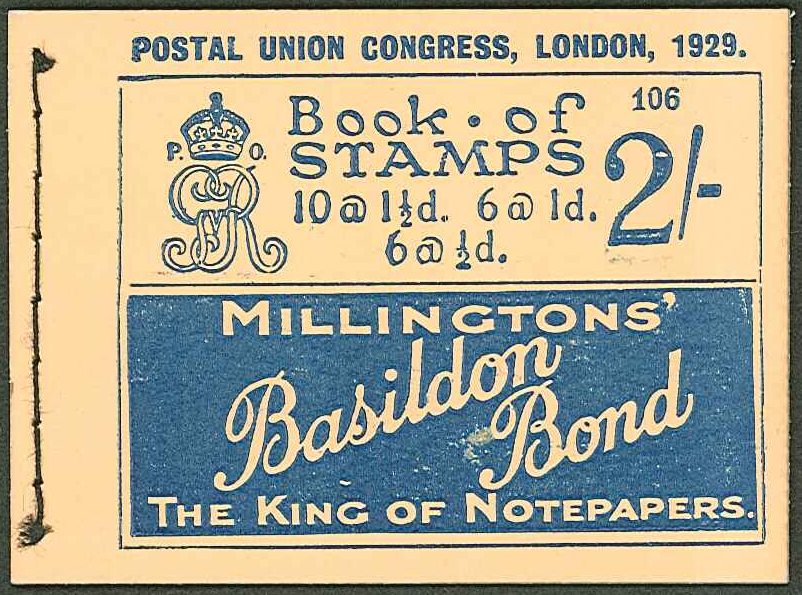 POSTAL UNION CONGRESS, LONDON, 1929.
106
P. O.
GRV
Book · of
STAMPS
2/-
10 @ 1½d. 6 @ 1d.
6 @ ½d.
MILLINGTONS'
Basildon
Bond
THE KING OF NOTEPAPERS.